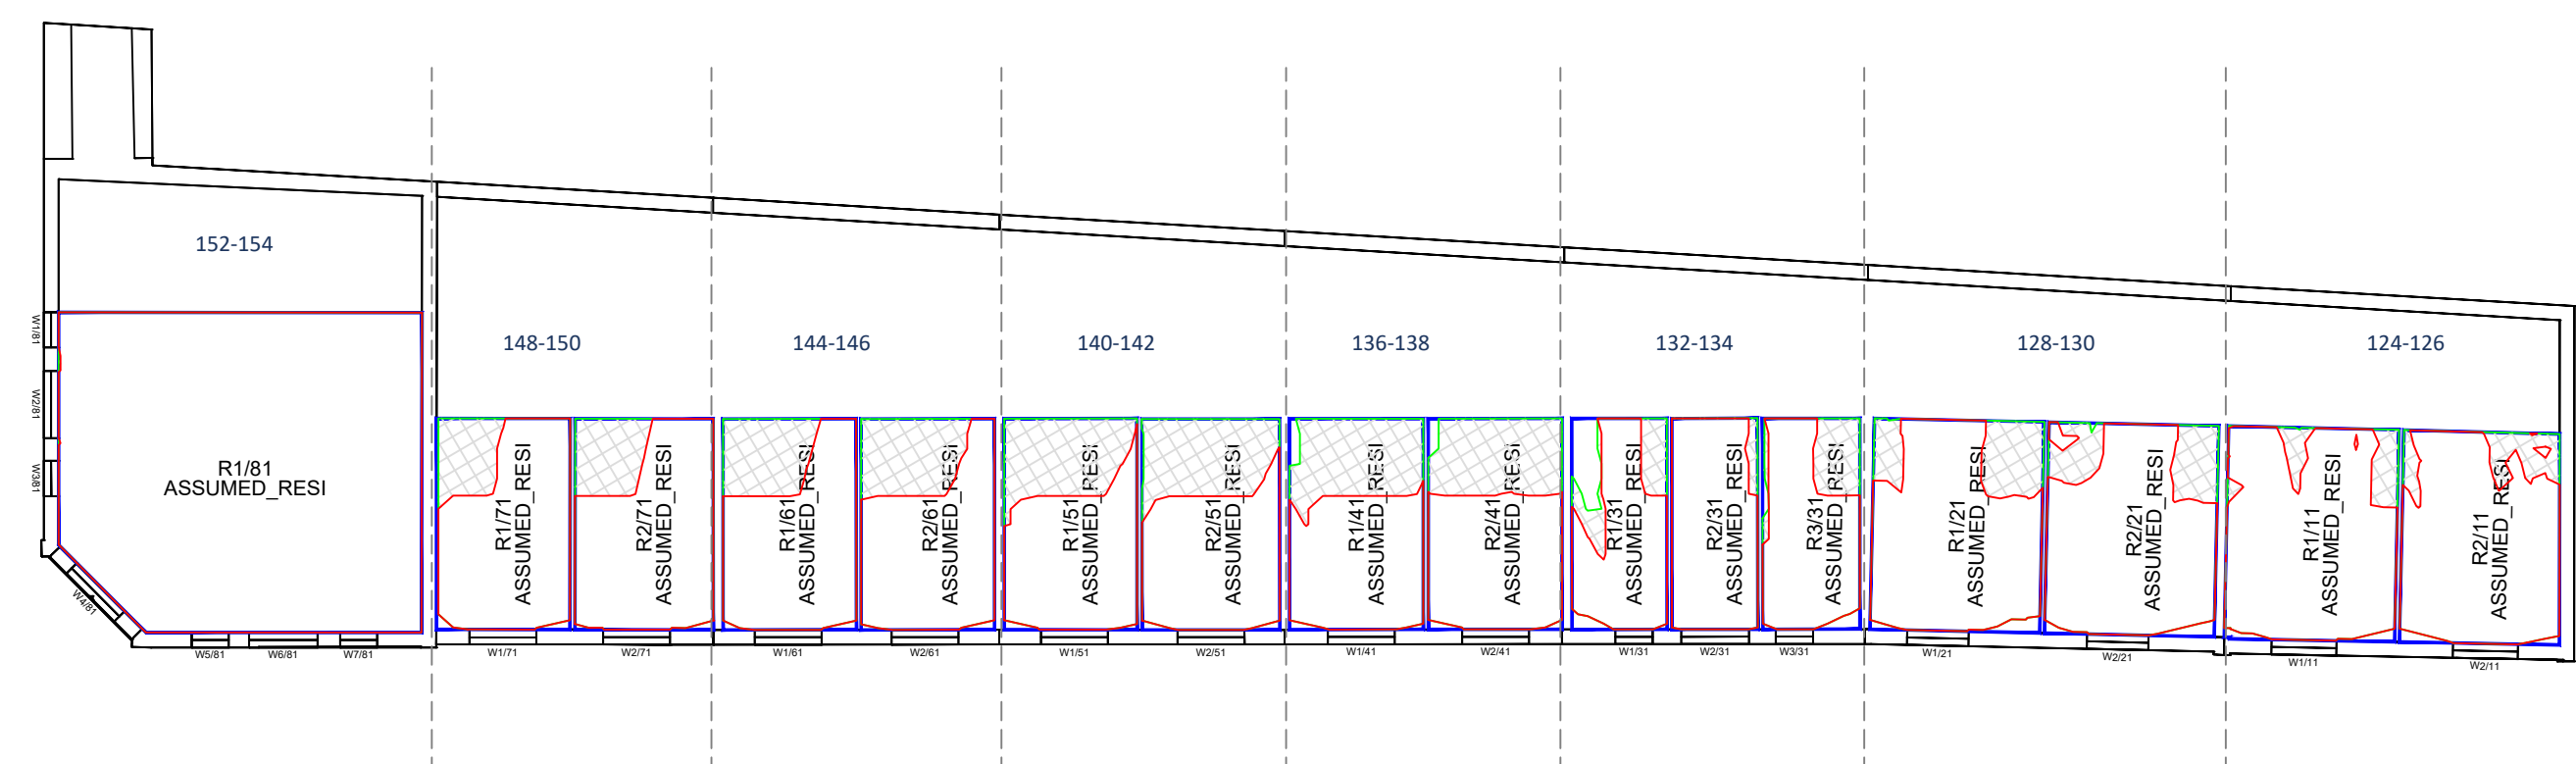 152-154
148-150
144-146
140-142
136-138
132-134
128-130
124-126
W1/81
W2/81
W3/81
W4/81
R1/81
ASSUMED_RESI
R1/71
ASSUMED_RESI
R2/71
ASSUMED_RESI
R1/61
ASSUMED_RESI
R2/61
ASSUMED_RESI
R1/51
ASSUMED_RESI
R2/51
ASSUMED_RESI
R1/41
ASSUMED_RESI
R2/41
ASSUMED_RESI
R1/31
ASSUMED_RESI
R2/31
ASSUMED_RESI
R3/31
ASSUMED_RESI
R1/21
ASSUMED_RESI
R2/21
ASSUMED_RESI
R1/11
ASSUMED_RESI
R2/11
ASSUMED_RESI
W5/81
W6/81
W7/81
W1/71
W2/71
W1/61
W2/61
W1/51
W2/51
W1/41
W2/41
W1/31
W2/31
W3/31
W1/21
W2/21
W1/11
W2/11